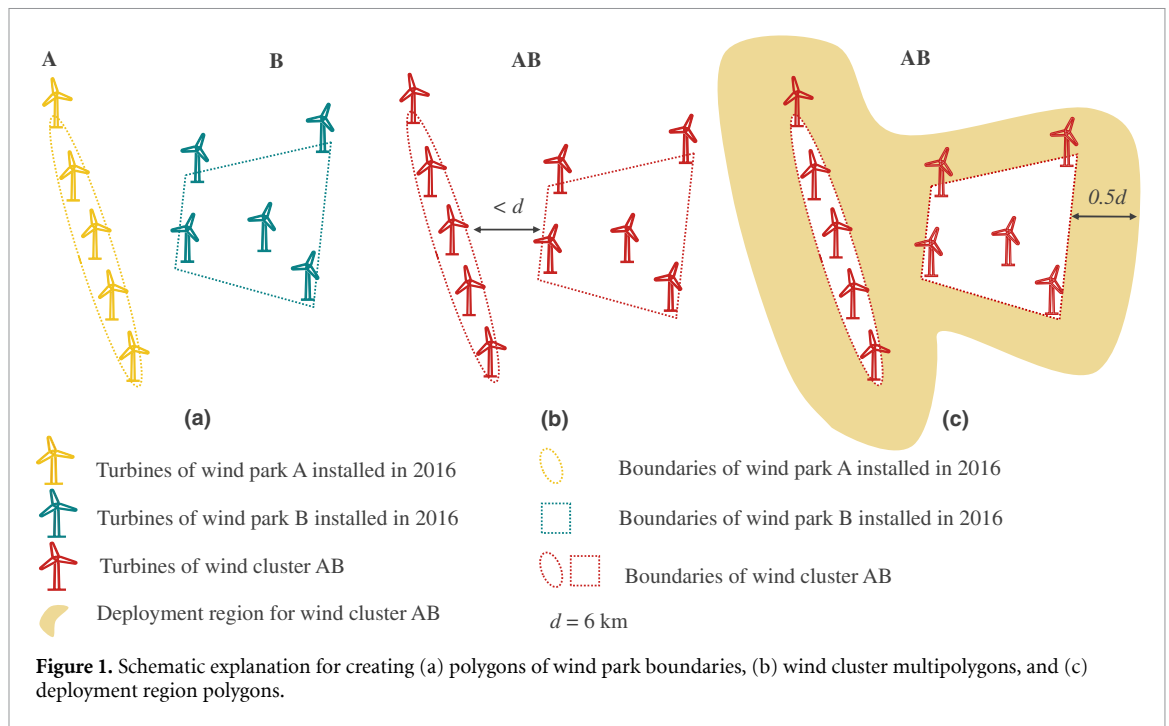 A
B
AB
AB
< d
0.5d
(a)
(b)
(c)
Turbines of wind park A installed in 2016
Boundaries of wind park A installed in 2016
Turbines of wind park B installed in 2016
Boundaries of wind park B installed in 2016
Turbines of wind cluster AB
Boundaries of wind cluster AB
Deployment region for wind cluster AB
d = 6 km
Figure 1. Schematic explanation for creating (a) polygons of wind park boundaries, (b) wind cluster multipolygons, and (c)
deployment region polygons.